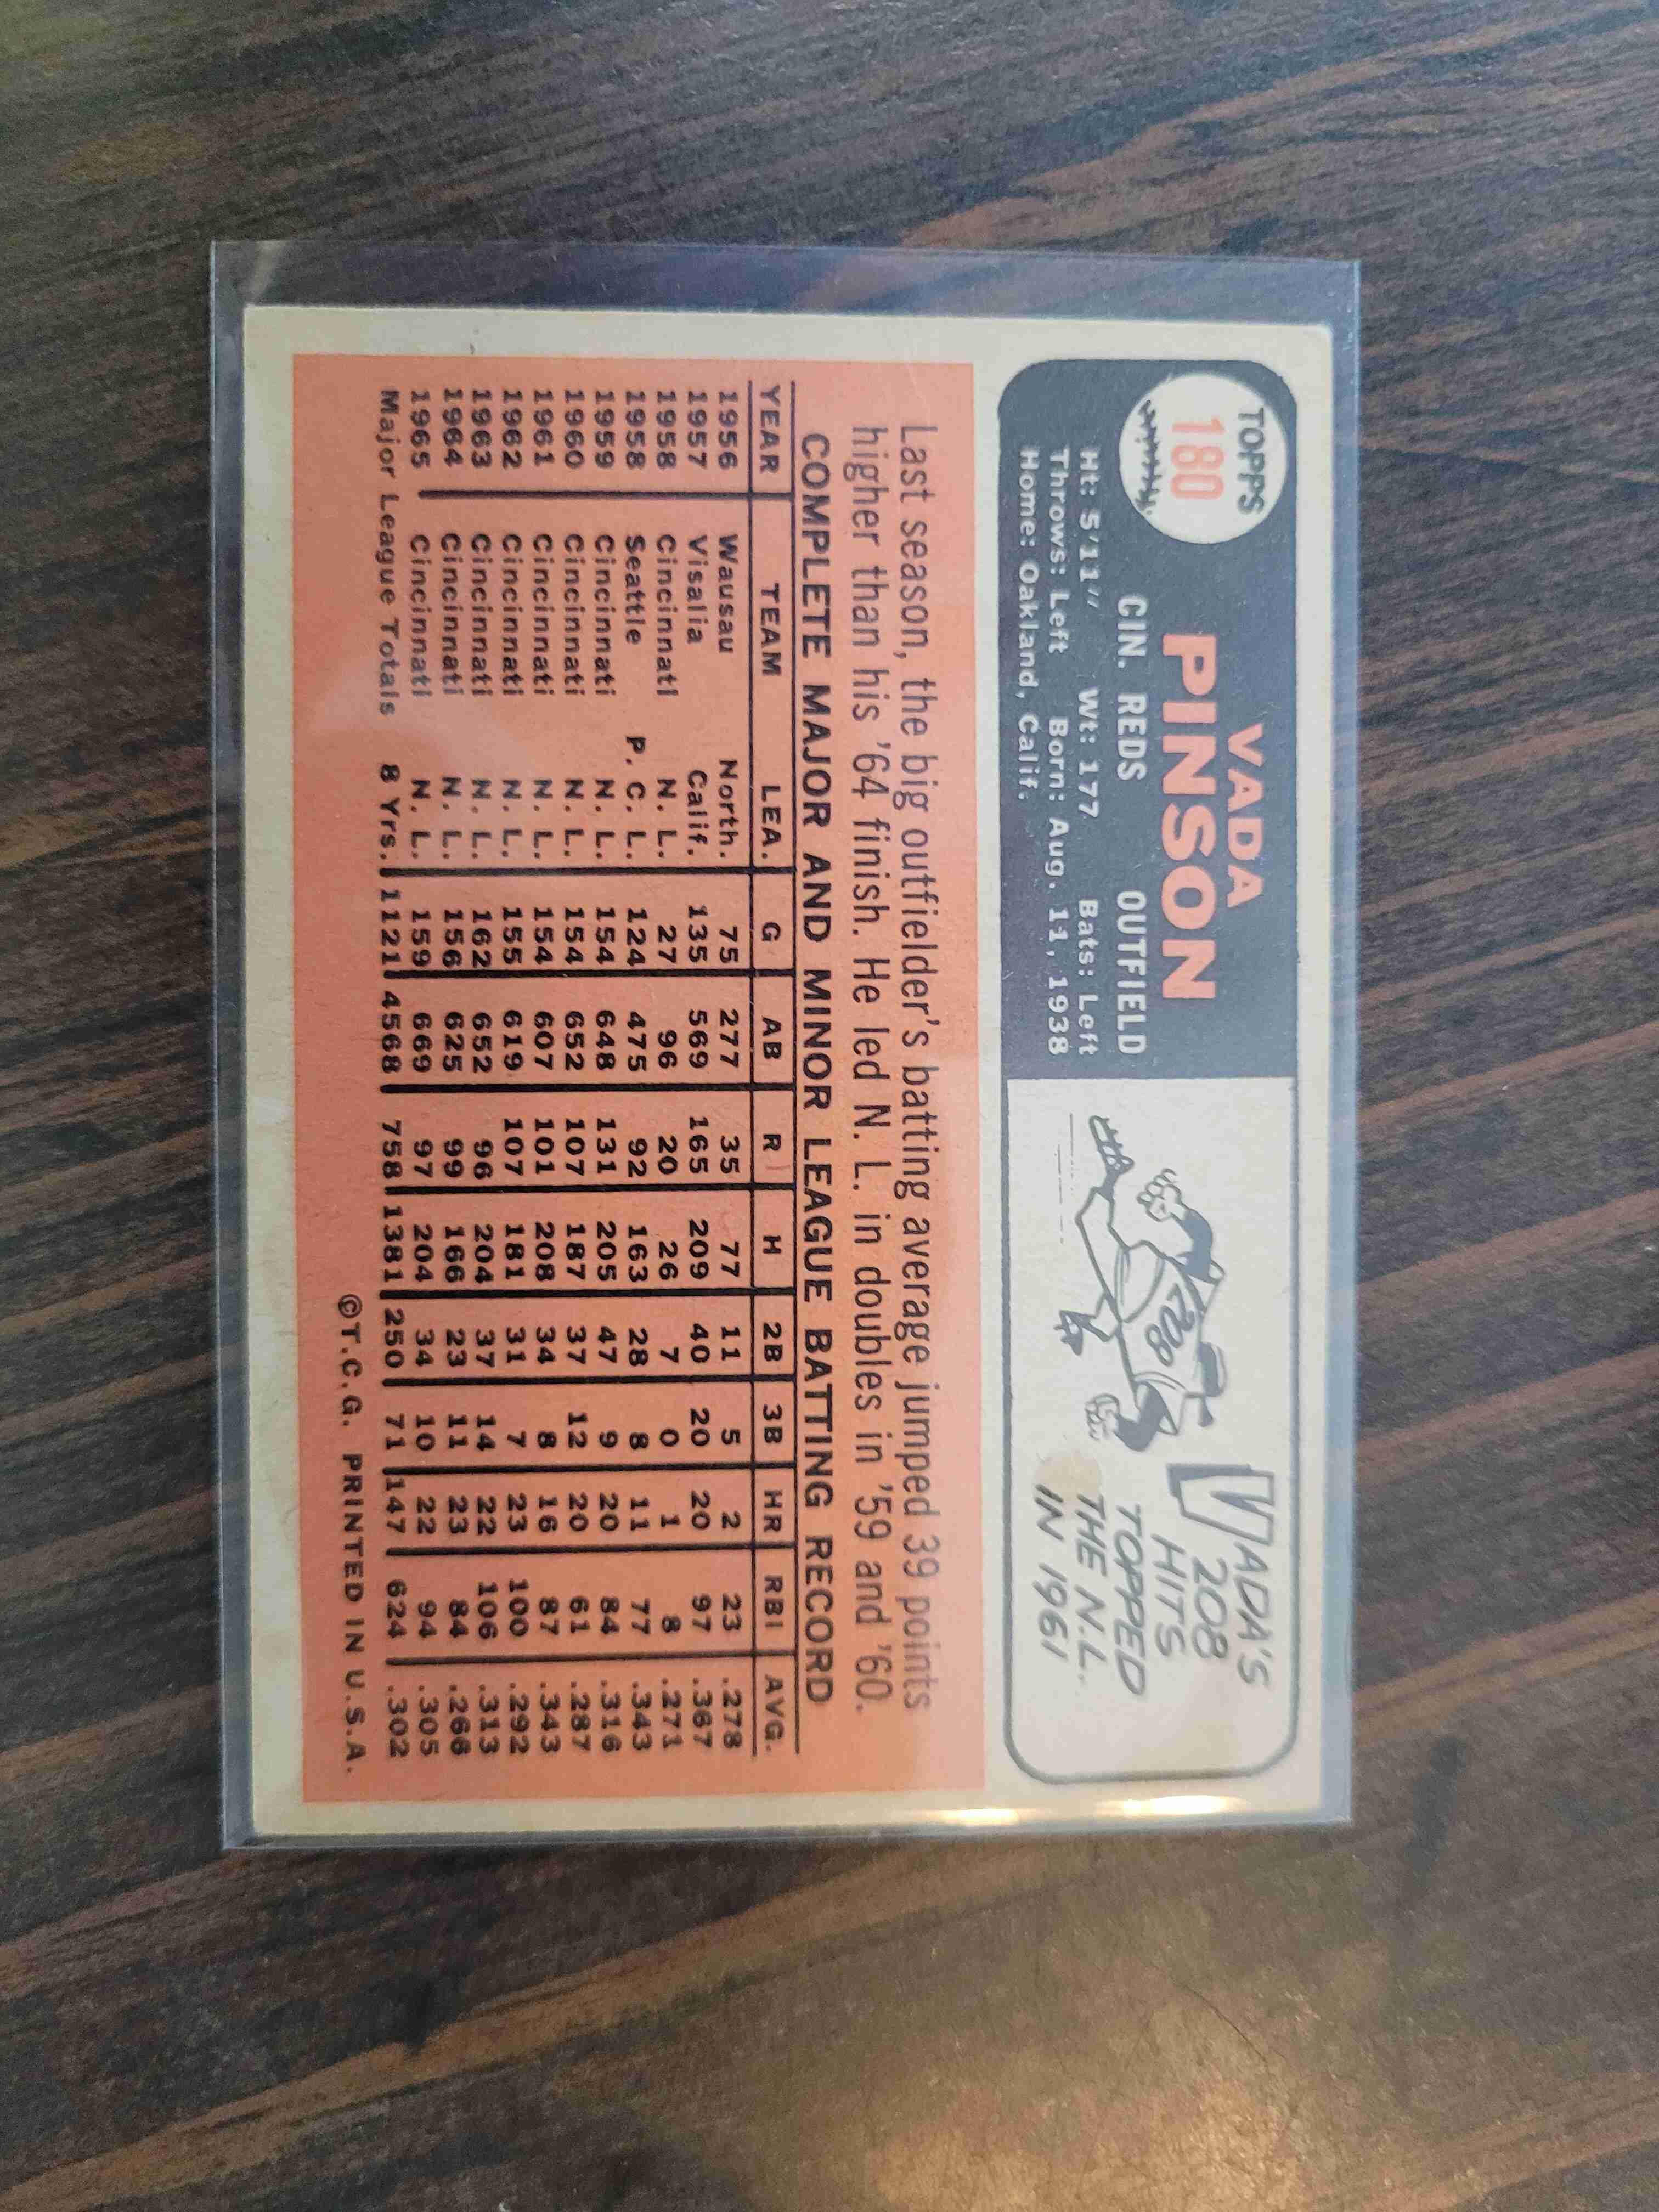 TOPPS
180
VADA
PINSON
CIN. REDS OUTFIELD
Ht: 5'11" Wt: 177 Bats: Left
Throws: Left Born: Aug. 11, 1938
Home: Oakland, Calif.
208
VADA'S
208
HITS
TOPPED
THE N.L.
IN 1961
Last season, the big outfielder's batting average jumped 39 points
higher than his '64 finish. He led N. L. in doubles in '59 and '60.
COMPLETE MAJOR AND MINOR LEAGUE BATTING RECORD
YEAR TEAM LEA. G AB R H 2B 3B HR RBI AVG.
1956 Wausau North. 75 277 35 77 11 5 2 23 .278
1957 Visalia Calif. 135 569 165 209 40 20 20 97 .367
1958 Cincinnati N. L. 27 96 20 26 7 0 1 8 .271
1958 Seattle P. C. L. 124 475 92 163 28 8 11 77 .343
1959 Cincinnati N. L. 154 648 131 205 47 9 20 84 .316
1960 Cincinnati N. L. 154 652 107 187 37 12 20 61 .287
1961 Cincinnati N. L. 154 607 101 208 34 8 16 87 .343
1962 Cincinnati N. L. 155 619 107 181 31 7 23 100 .292
1963 Cincinnati N. L. 162 652 96 204 37 14 22 106 .313
1964 Cincinnati N. L. 156 625 99 166 23 11 23 84 .266
1965 Cincinnati N. L. 159 669 97 204 34 10 22 94 .305
Major League Totals 8 Yrs. 1121 4568 758 1381 250 71 147 624 .302
©T.C.G. PRINTED IN U.S.A.